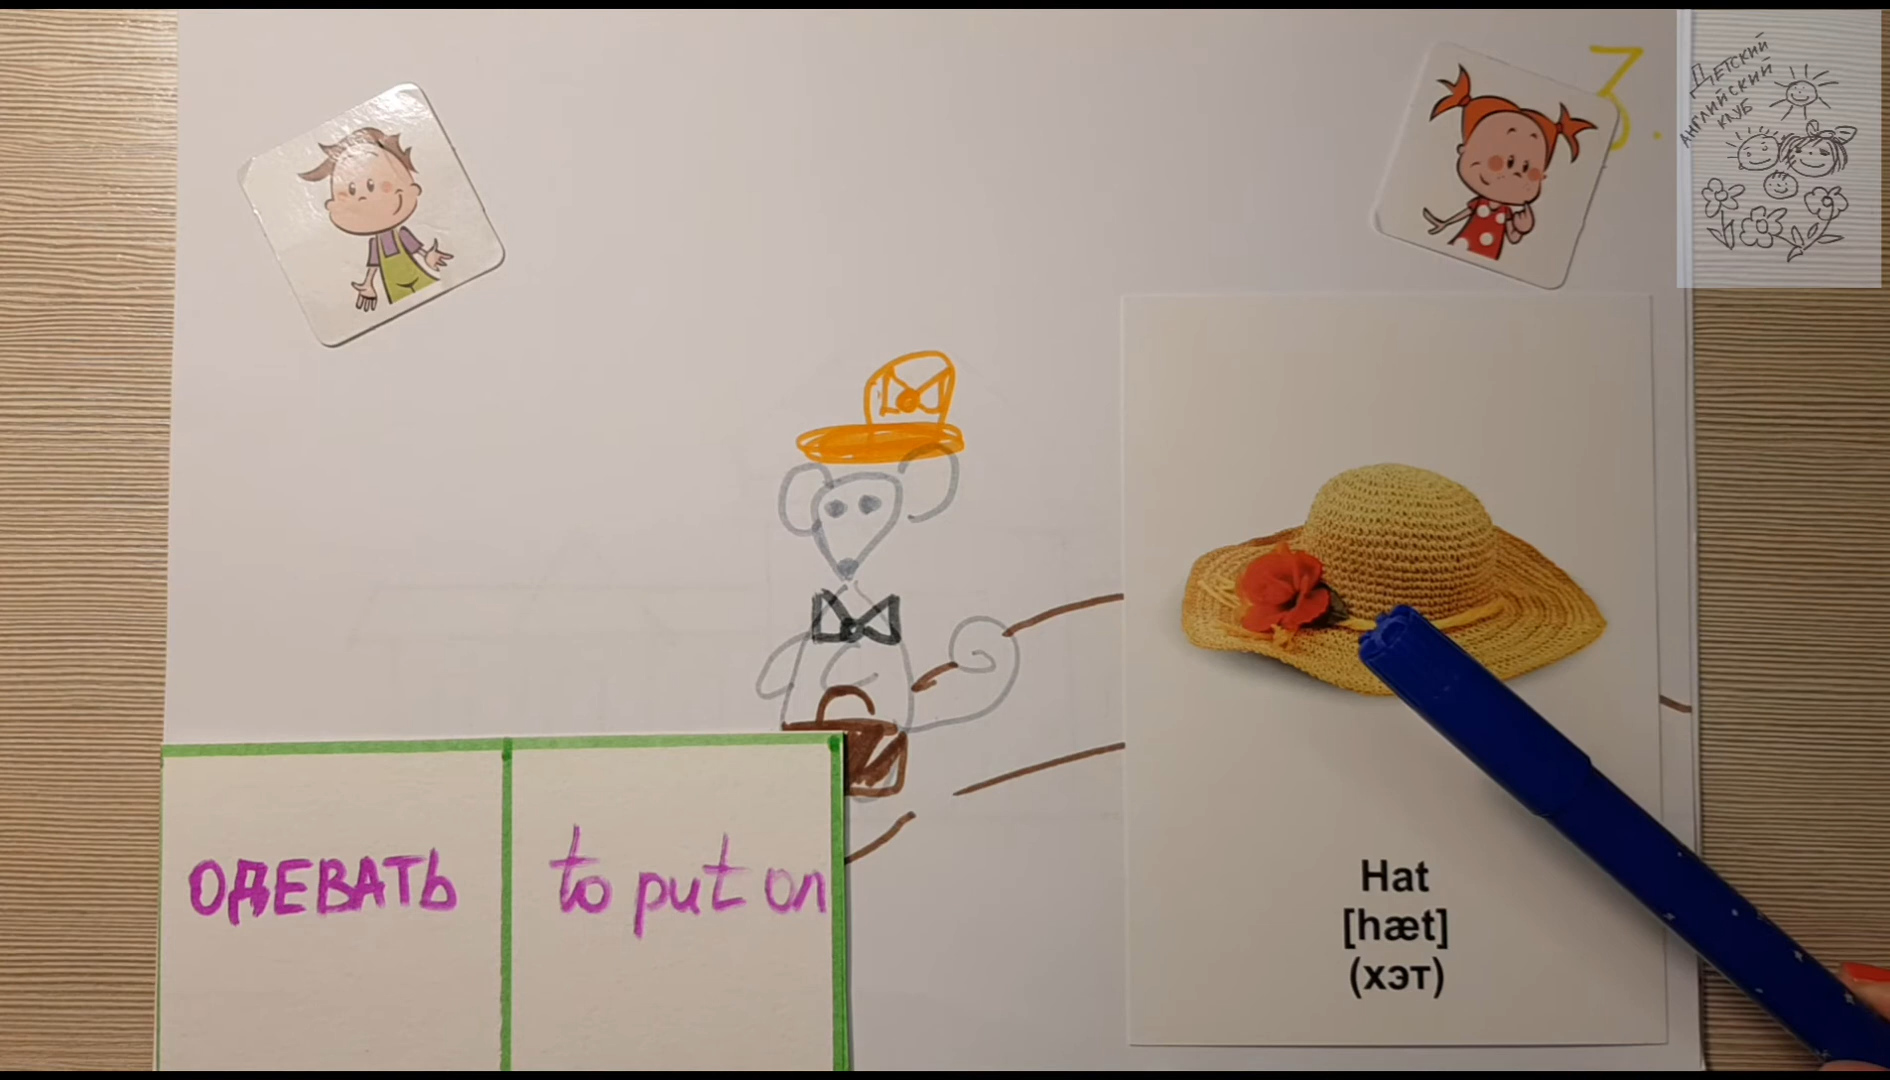 3.
ДЕТСКИЙ
АНГЛИЙСКИЙ
КЛУБ
ОДЕВАТЬ
to put on
Hat
[hæt]
(хэт)